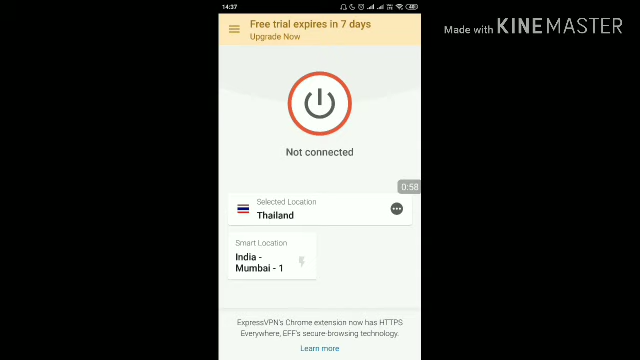 14:37
Free trial expires in 7 days
Upgrade Now
Made with KINEMASTER
Not connected
0:58
Selected Location
Thailand
Smart Location
India -
Mumbai - 1
ExpressVPN's Chrome extension now has HTTPS
Everywhere, EFF's secure-browsing technology.
Learn more